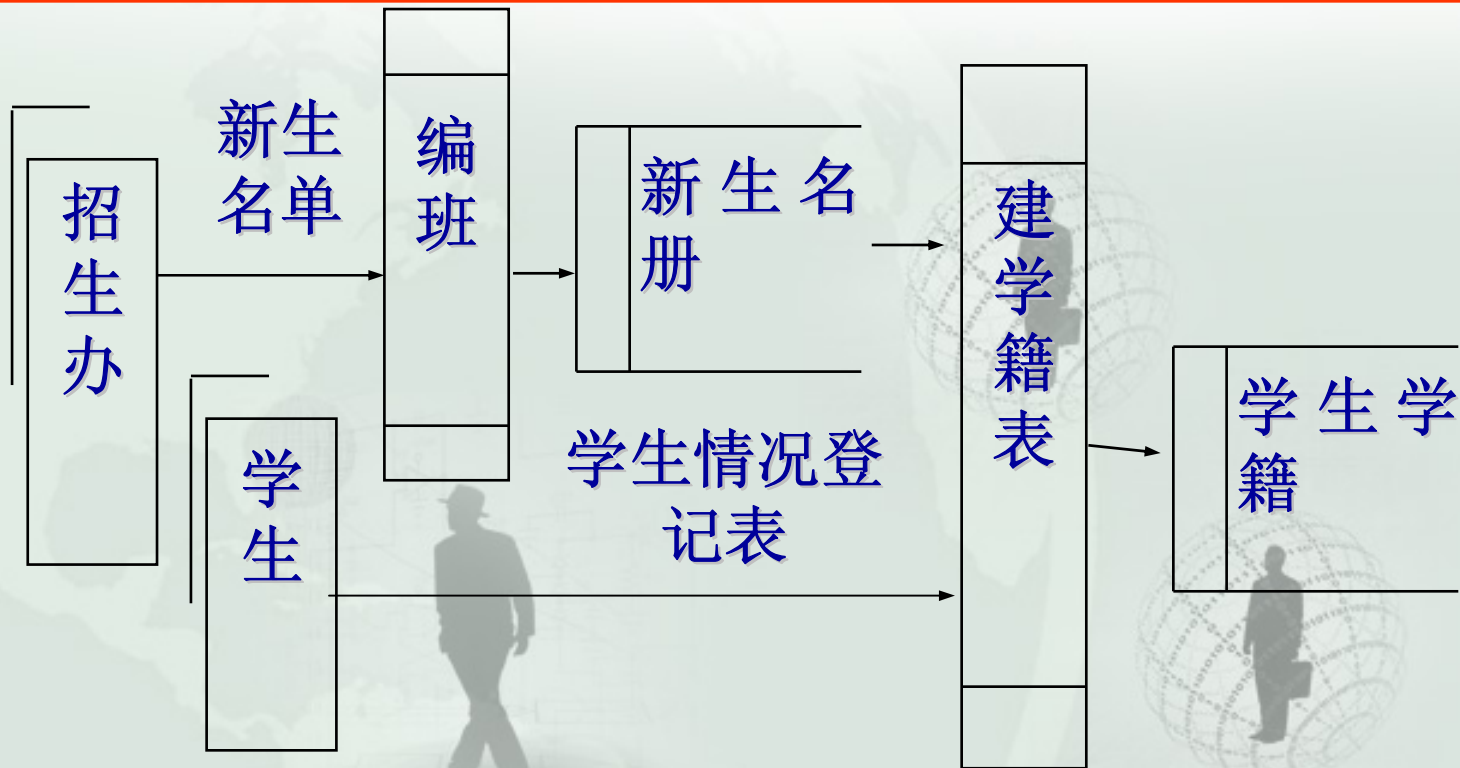 招
生
办
新生
名单
编
班
新生名
册
建
学
籍
表
学
生
学生情况登
记表
学生学
籍